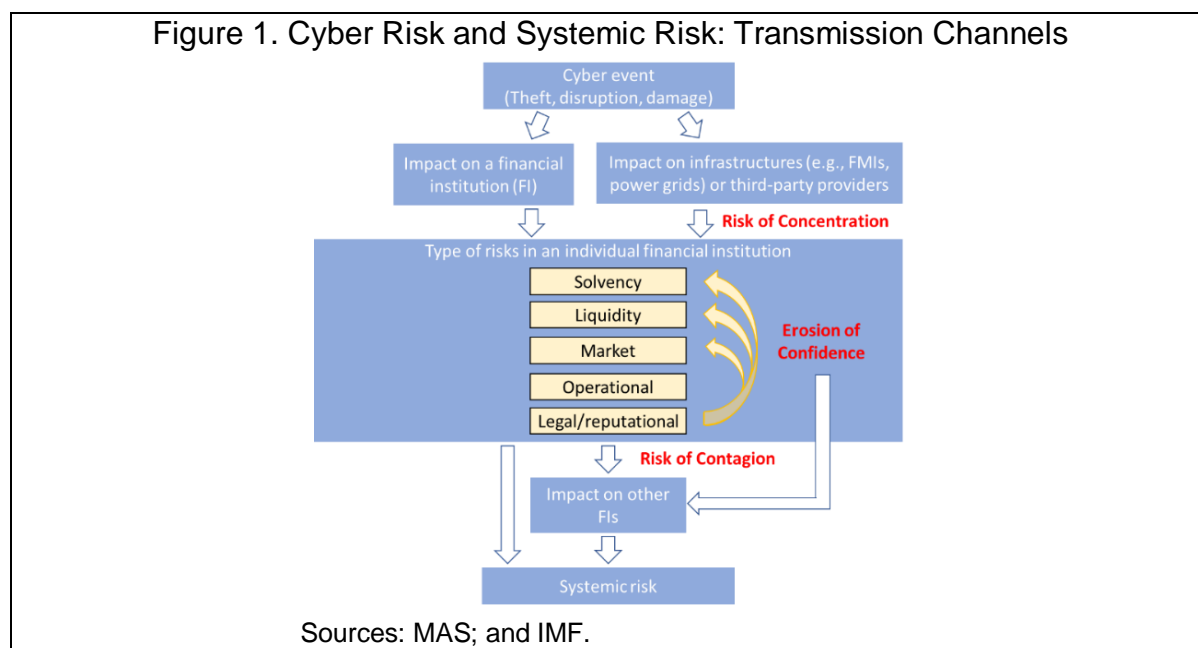 Figure 1. Cyber Risk and Systemic Risk: Transmission Channels
Cyber event
(Theft, disruption, damage)
Impact on a financial
institution (FI)
Impact on infrastructures (e.g., FMIs,
power grids) or third-party providers
Risk of Concentration
Type of risks in an individual financial institution
Solvency
Liquidity
Market
Operational
Legal/reputational
Erosion of
Confidence
Risk of Contagion
Impact on other
FIs
Systemic risk
Sources: MAS; and IMF.